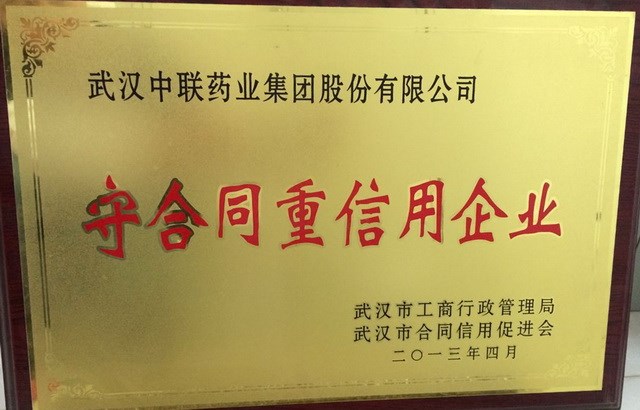 武汉中联药业集团股份有限公司
守合同重信用企业
武汉市工商行政管理局
武汉市合同信用促进会
二〇一三年四月